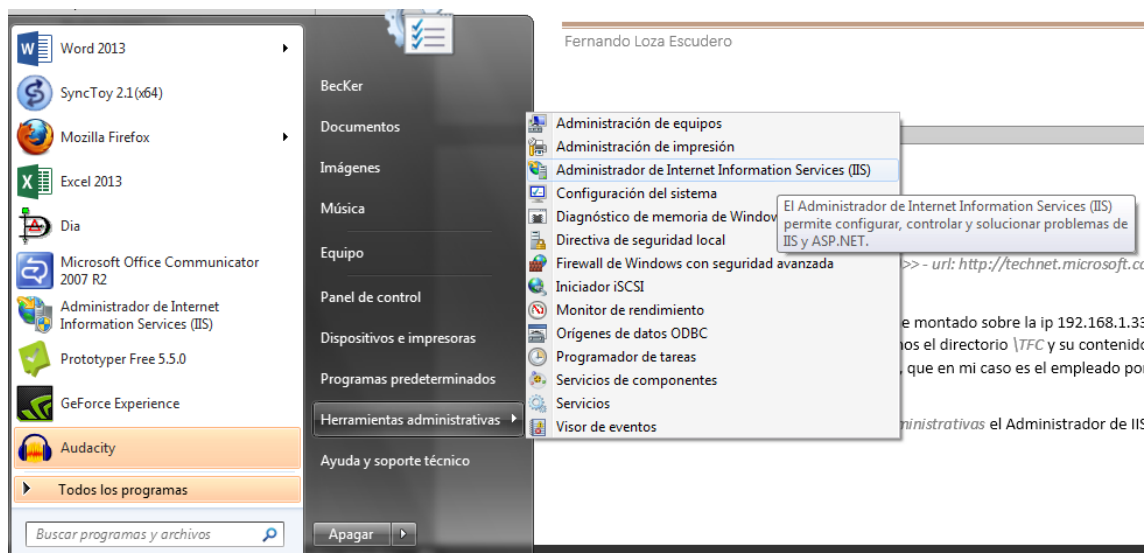 Word 2013
SyncToy 2.1(x64)
Mozilla Firefox
Excel 2013
Dia
Microsoft Office Communicator
2007 R2
Administrador de Internet
Information Services (IIS)
Prototyper Free 5.5.0
GeForce Experience
Audacity
Todos los programas
Buscar programas y archivos
BecKer
Documentos
Imágenes
Música
Equipo
Panel de control
Dispositivos e impresoras
Programas predeterminados
Herramientas administrativas
Ayuda y soporte técnico
Apagar
Administración de equipos
Administración de impresión
Administrador de Internet Information Services (IIS)
Configuración del sistema
Diagnóstico de memoria de Window
Directiva de seguridad local
Firewall de Windows con seguridad avanzada
Iniciador iSCSI
Monitor de rendimiento
Orígenes de datos ODBC
Programador de tareas
Servicios de componentes
Servicios
Visor de eventos
El Administrador de Internet Information Services (IIS)
permite configurar, controlar y solucionar problemas de
IIS y ASP.NET.
Fernando Loza Escudero
>> - url: http://technet.microsoft.co
e montado sobre la ip 192.168.1.33
os el directorio \TFC y su contenido
, que en mi caso es el empleado por
ministrativas el Administrador de IIS